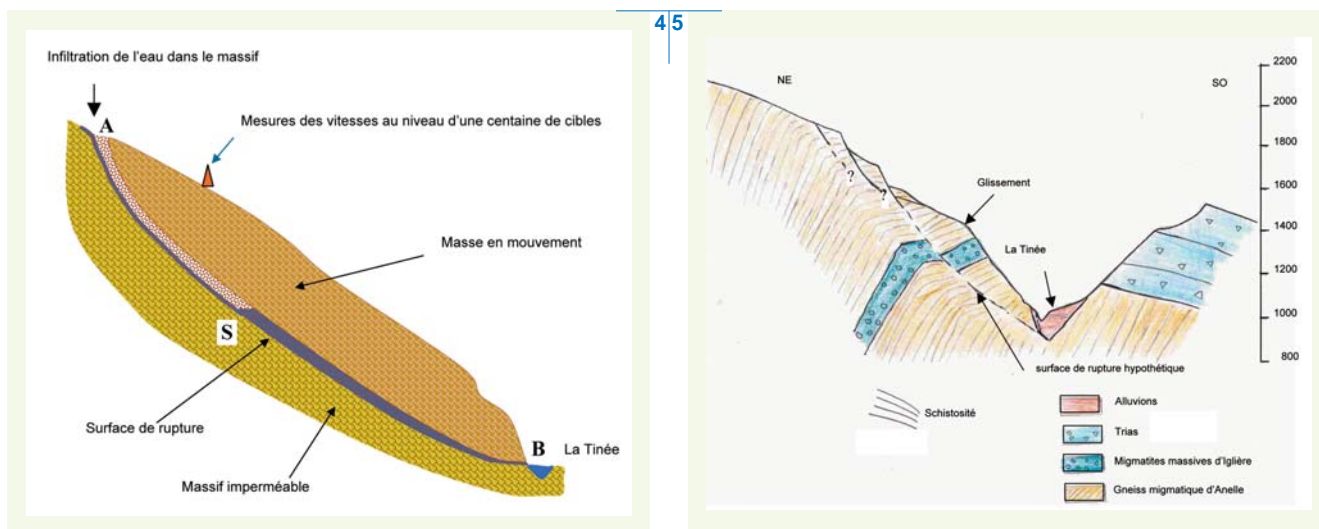 4 5
Infiltration de l'eau dans le massif
A
Mesures des vitesses au niveau d'une centaine de cibles
Masse en mouvement
S
Surface de rupture
B
La Tinée
Massif imperméable
NE
SO
2200
2000
1800
1600
1400
1200
1000
800
?
?
Glissement
La Tinée
surface de rupture hypothétique
Schistosité
Alluvions
Trias
Migmatites massives d'Iglière
Gneiss migmatique d'Anelle